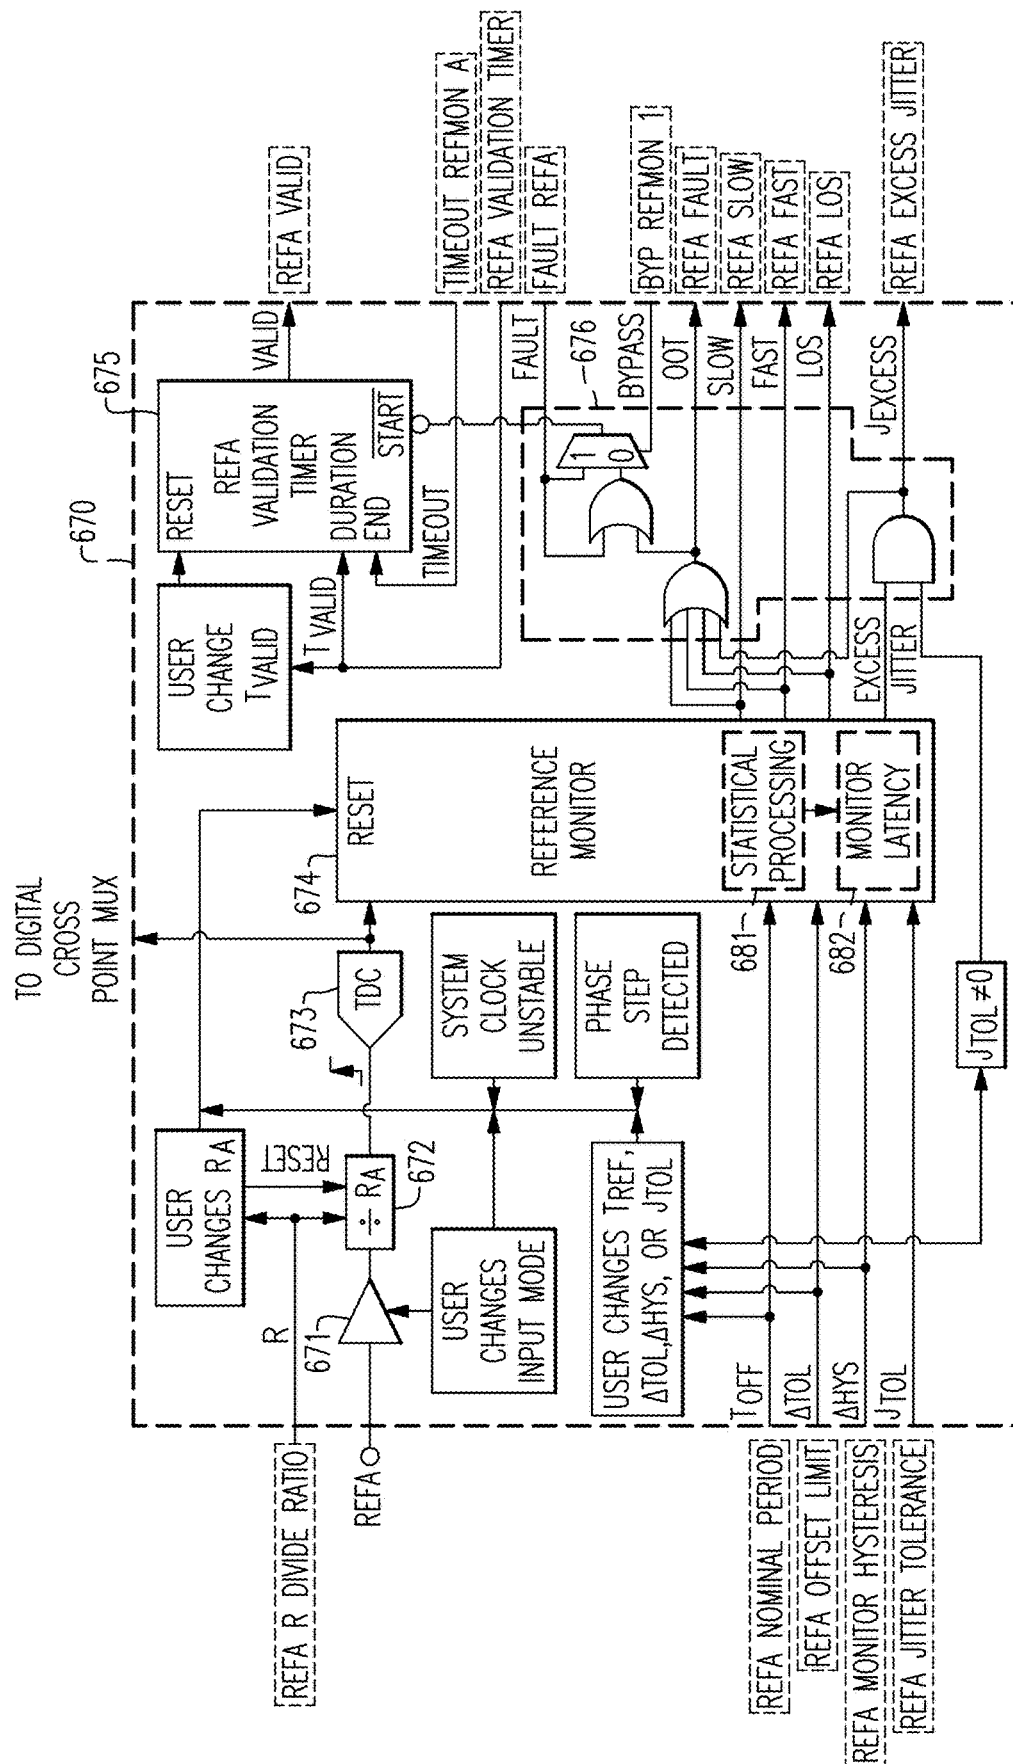 TO DIGITAL
CROSS
POINT MUX
670
REFA R DIVIDE RATIO
R
USER
CHANGES RA
RESET
REFA
671
÷ RA
672
673
TDC
USER
CHANGES
INPUT MODE
SYSTEM
CLOCK
UNSTABLE
PHASE
STEP
DETECTED
USER CHANGES TREF,
ΔTOL,ΔHYS, OR JTOL
REFA NOMINAL PERIOD
TOFF
REFA OFFSET LIMIT
ΔTOL
REFA MONITOR HYSTERESIS
ΔHYS
REFA JITTER TOLERANCE
JTOL
JTOL ≠0
674
RESET
REFERENCE
MONITOR
681
STATISTICAL
PROCESSING
682
MONITOR
LATENCY
USER
CHANGE
TVALID
TVALID
675
RESET
REFA
VALIDATION
TIMER
DURATION
END
START
TIMEOUT
VALID
REFA VALID
TIMEOUT REFMON A
REFA VALIDATION TIMER
FAULT
FAULT REFA
676
1
0
BYPASS
BYP REFMON 1
OOT
REFA FAULT
SLOW
REFA SLOW
FAST
REFA FAST
LOS
REFA LOS
EXCESS
JITTER
JEXCESS
REFA EXCESS JITTER